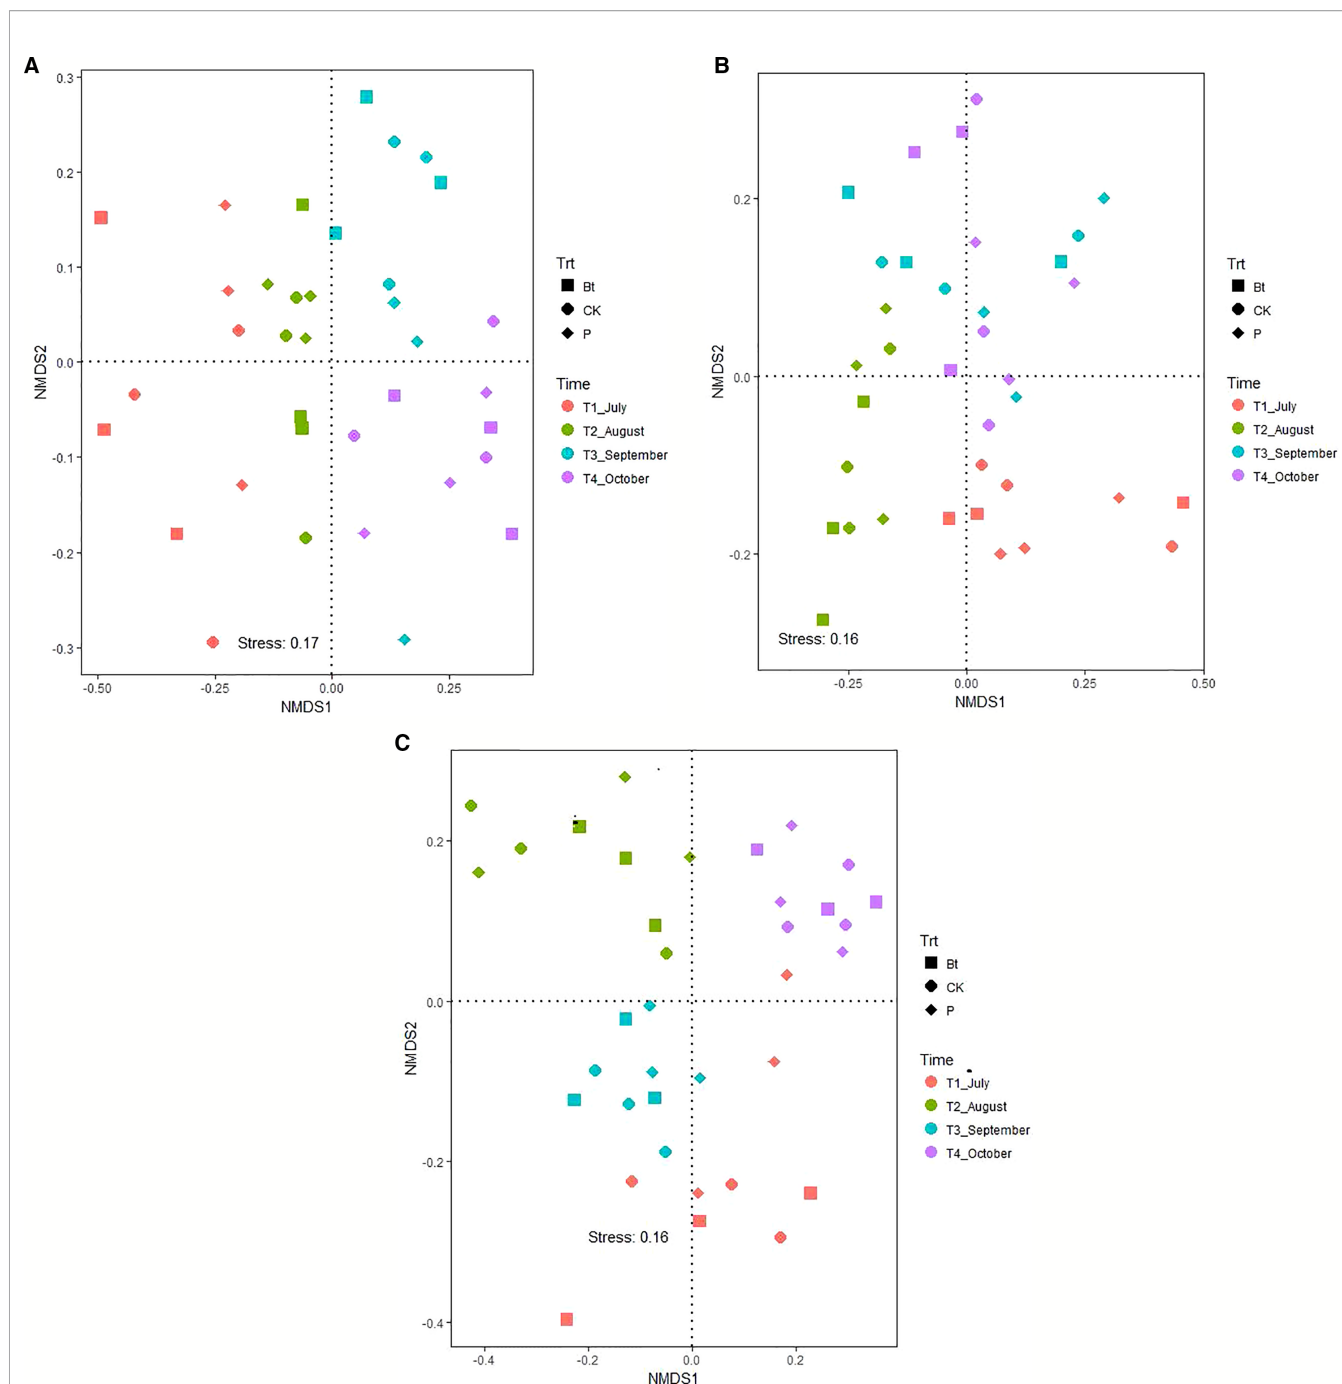 A
0.3
0.2
0.1
0.0
-0.1
-0.2
-0.3
NMDS2
Stress: 0.17
-0.50
-0.25
0.00
0.25
NMDS1
Trt
Bt
CK
P
Time
T1_July
T2_August
T3_September
T4_October
B
0.2
0.0
-0.2
NMDS2
Stress: 0.16
-0.25
0.00
0.25
0.50
NMDS1
Trt
Bt
CK
P
Time
T1_July
T2_August
T3_September
T4_October
C
0.2
0.0
-0.2
-0.4
NMDS2
Stress: 0.16
-0.4
-0.2
0.0
0.2
NMDS1
Trt
Bt
CK
P
Time
T1_July
T2_August
T3_September
T4_October